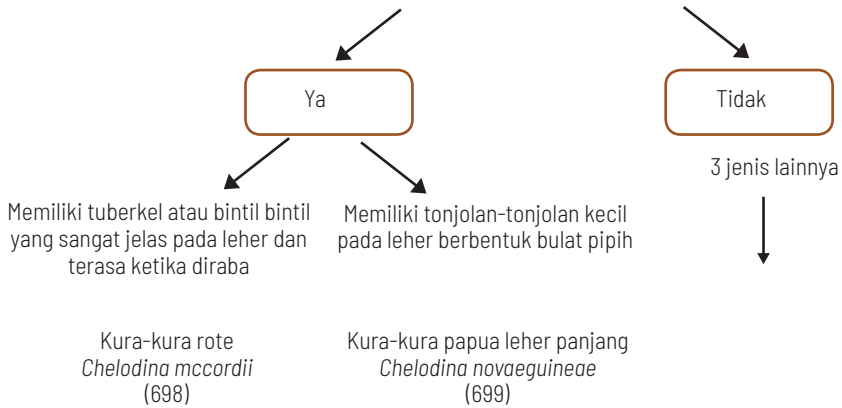 Ya
Tidak
3 jenis lainnya
Memiliki tuberkel atau bintil bintil
yang sangat jelas pada leher dan
terasa ketika diraba
Memiliki tonjolan-tonjolan kecil
pada leher berbentuk bulat pipih
Kura-kura rote
Chelodina mccordii
(698)
Kura-kura papua leher panjang
Chelodina novaeguineae
(699)